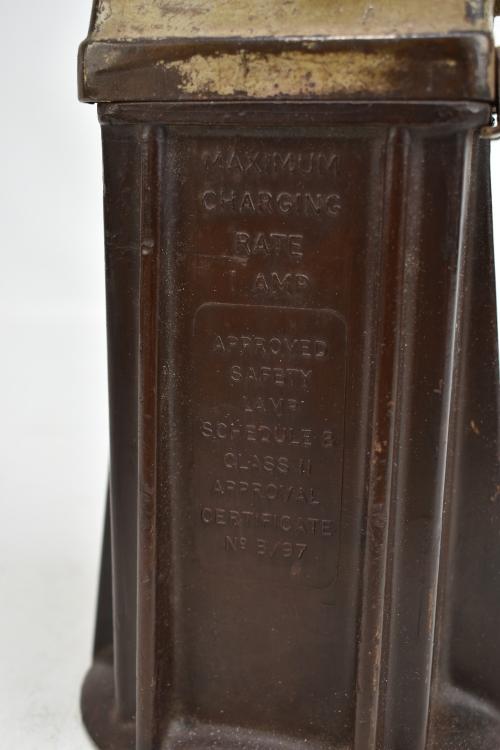 MAXIMUM
CHARGING
RATE
1 AMP
APPROVED
SAFETY
LAMP
SCHEDULE B
CLASS II
APPROVAL
CERTIFICATE
Nº B/97